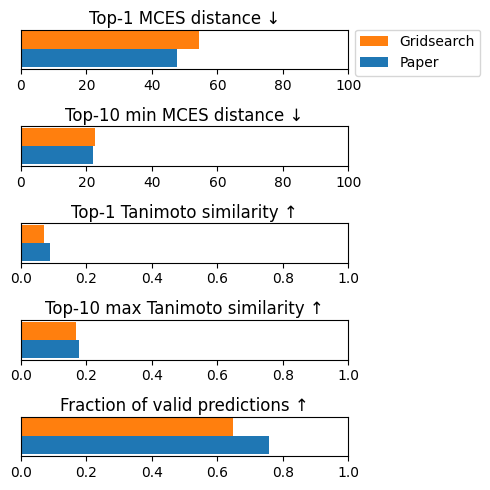 Top-1 MCES distance ↓
Gridsearch
Paper
0 20 40 60 80 100
Top-10 min MCES distance ↓
0 20 40 60 80 100
Top-1 Tanimoto similarity ↑
0.0 0.2 0.4 0.6 0.8 1.0
Top-10 max Tanimoto similarity ↑
0.0 0.2 0.4 0.6 0.8 1.0
Fraction of valid predictions ↑
0.0 0.2 0.4 0.6 0.8 1.0